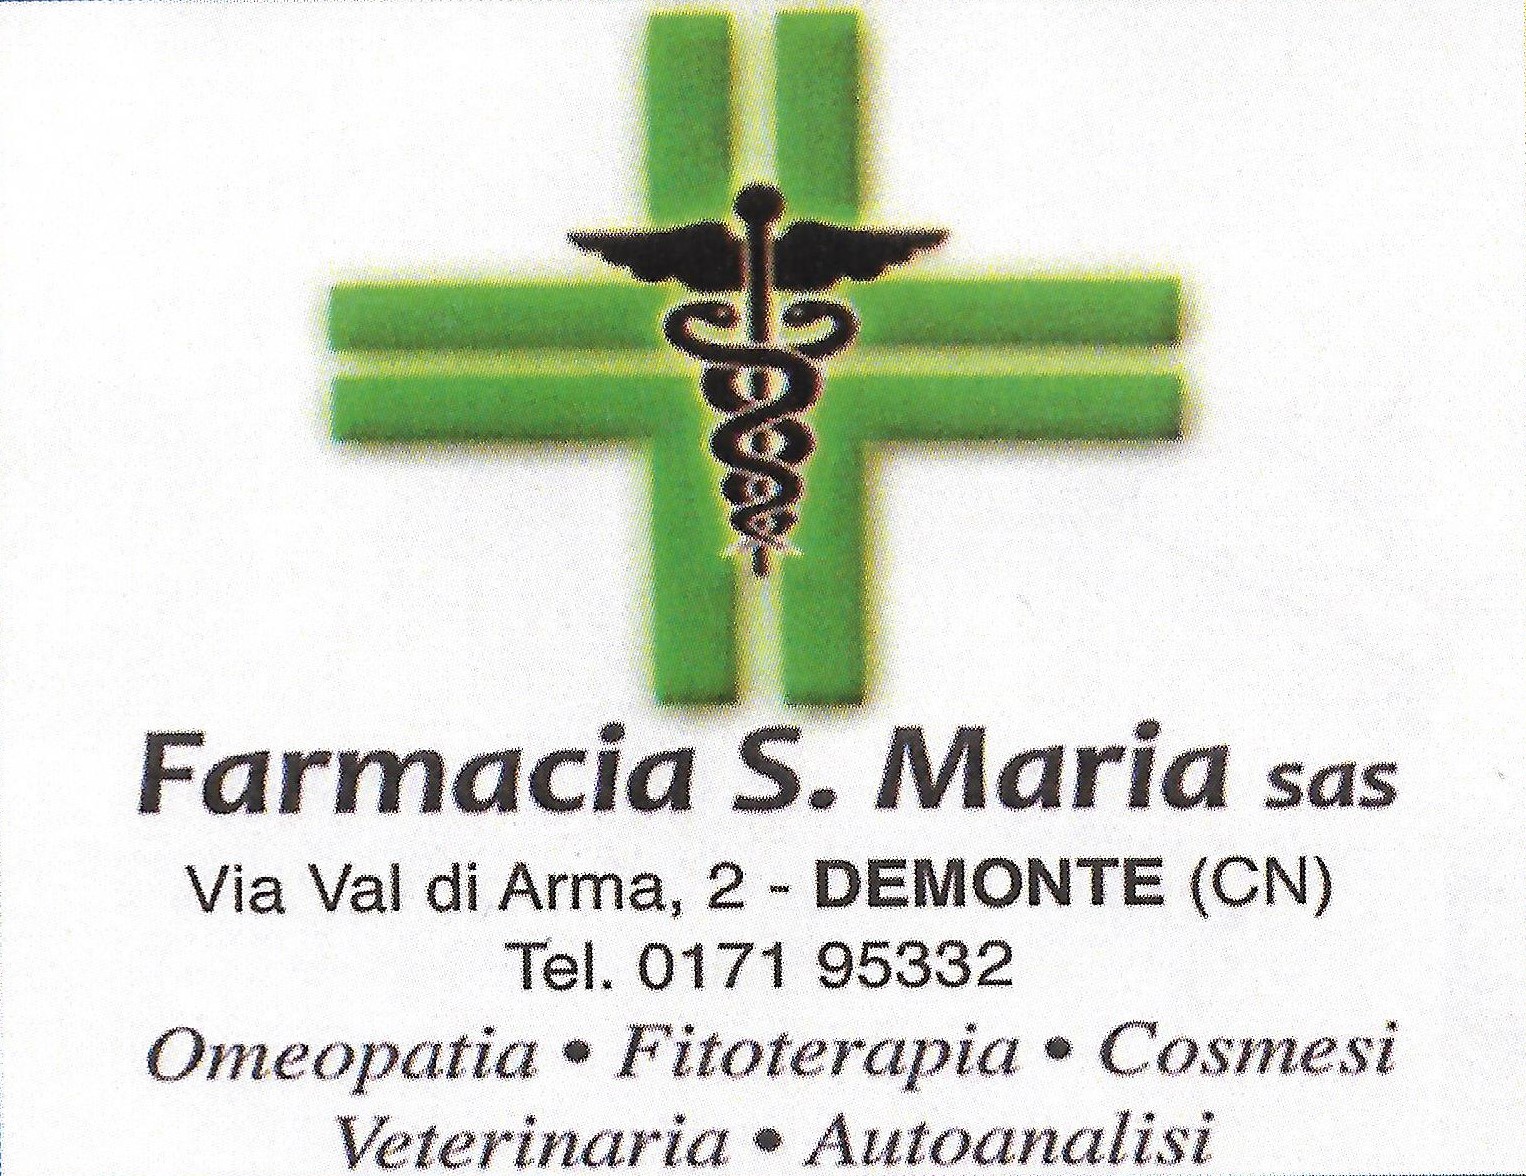 Farmacia S. Maria sas
Via Val di Arma, 2 - DEMONTE (CN)
Tel. 0171 95332
Omeopatia • Fitoterapia • Cosmesi
Veterinaria • Autoanalisi